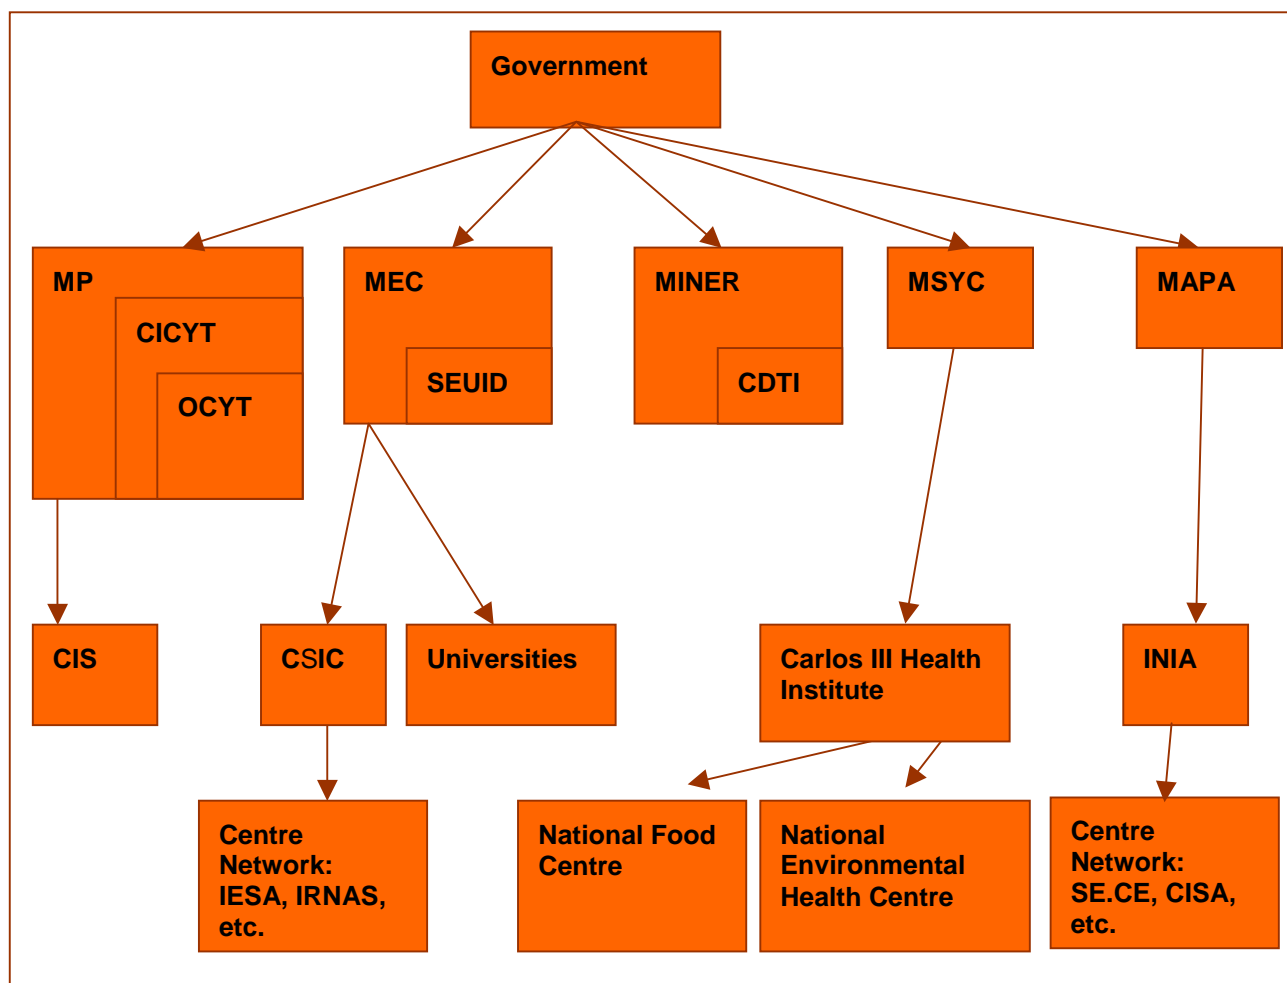 Government
MP
MEC
MINER
MSYC
MAPA
CICYT
SEUID
CDTI
OCYT
CIS
CSIC
Universities
Carlos III Health
Institute
INIA
Centre
Network:
IESA, IRNAS,
etc.
National Food
Centre
National
Environmental
Health Centre
Centre
Network:
SE.CE, CISA,
etc.